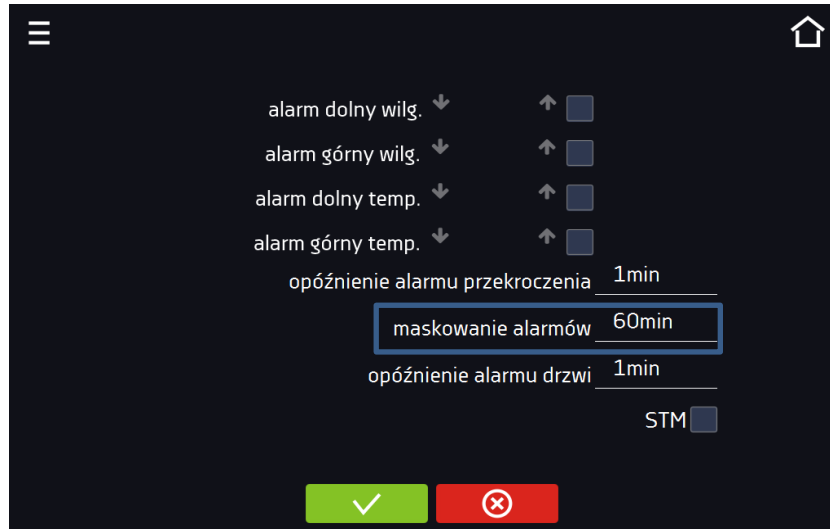 alarm dolny wilg.
alarm górny wilg.
alarm dolny temp.
alarm górny temp.
opóźnienie alarmu przekroczenia 1min
maskowanie alarmów 60min
opóźnienie alarmu drzwi 1min
STM